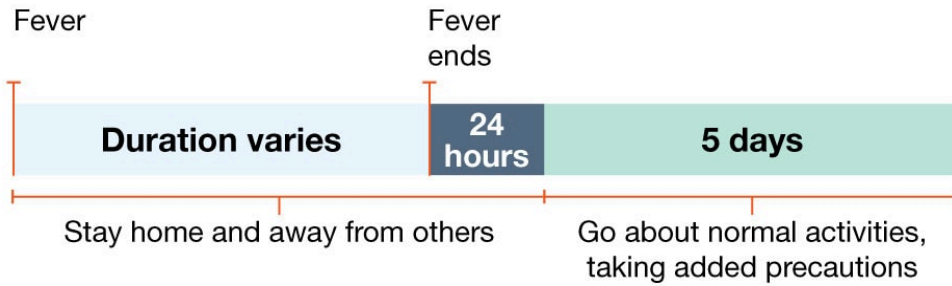 Fever
Fever
ends
Duration varies
24
hours
5 days
Stay home and away from others
Go about normal activities,
taking added precautions